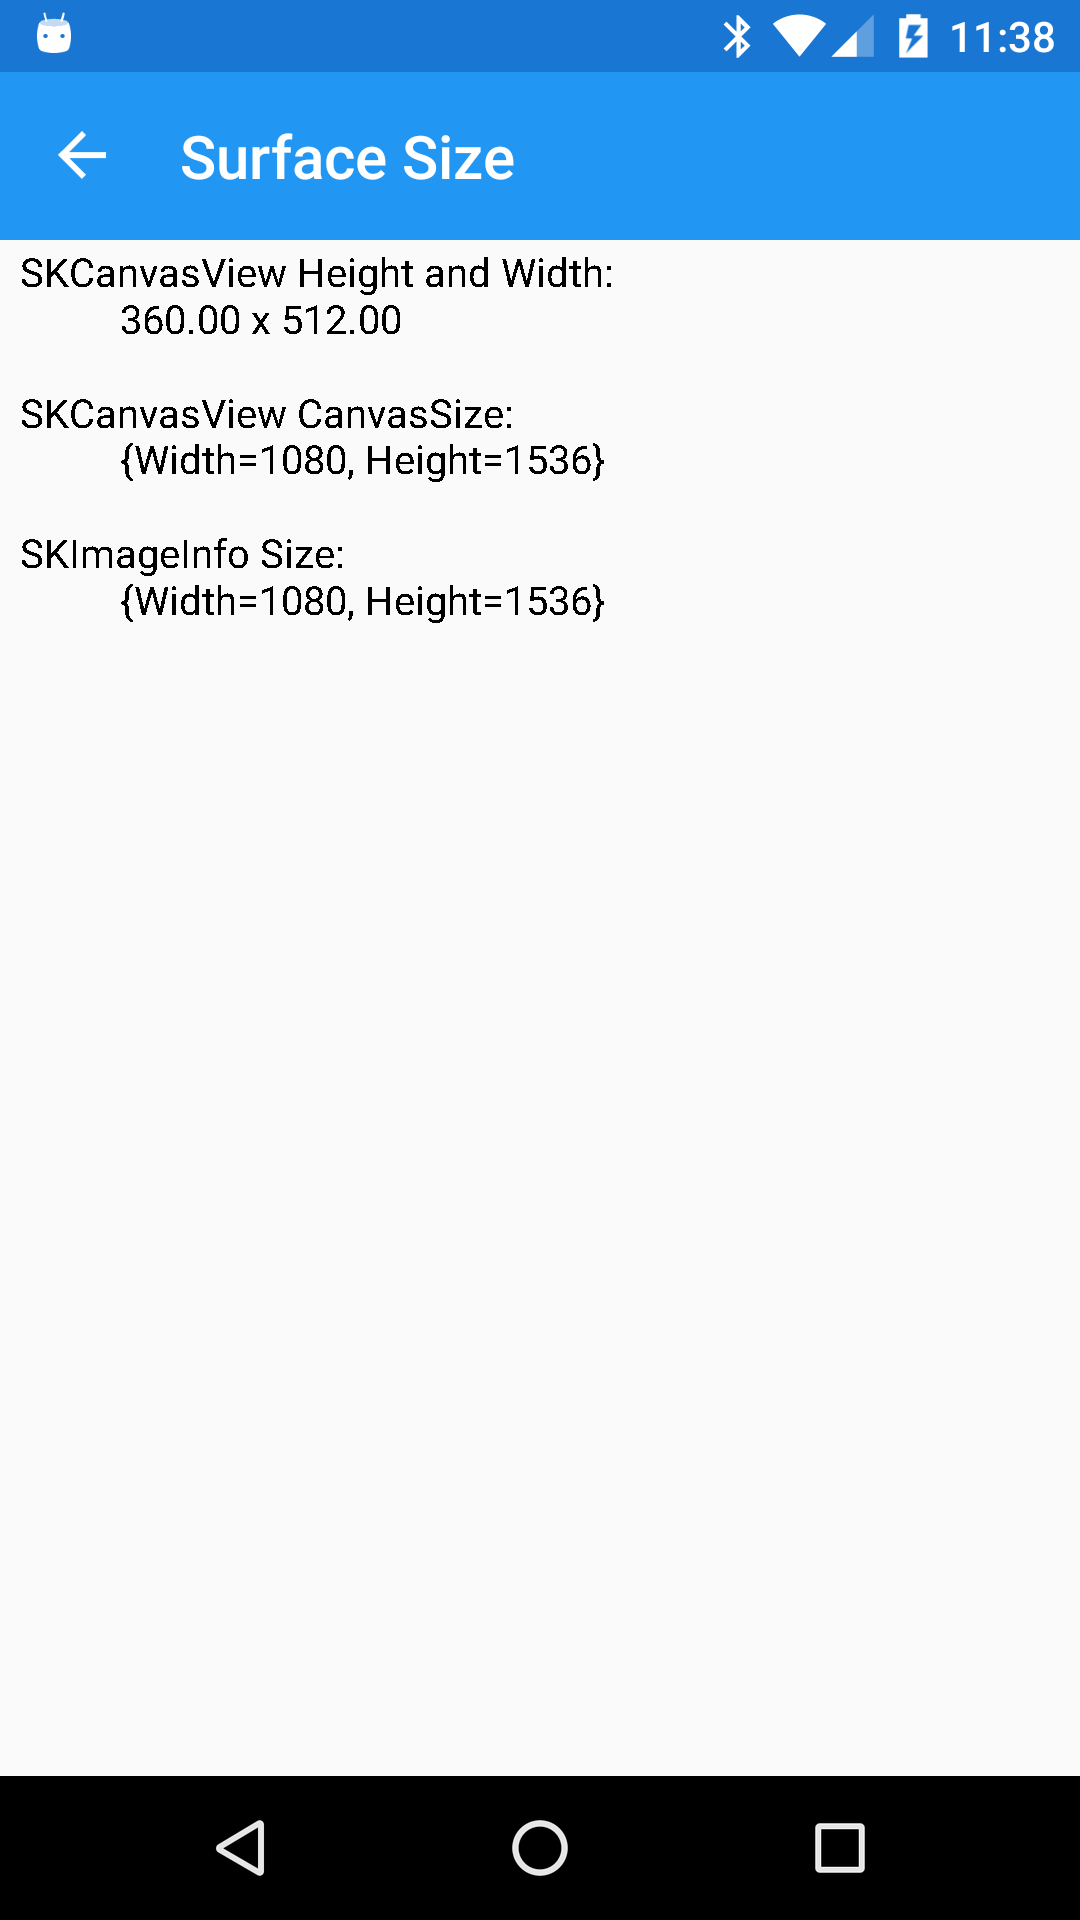 11:38
Surface Size
SKCanvasView Height and Width:
360.00 x 512.00
SKCanvasView CanvasSize:
{Width=1080, Height=1536}
SKImageInfo Size:
{Width=1080, Height=1536}